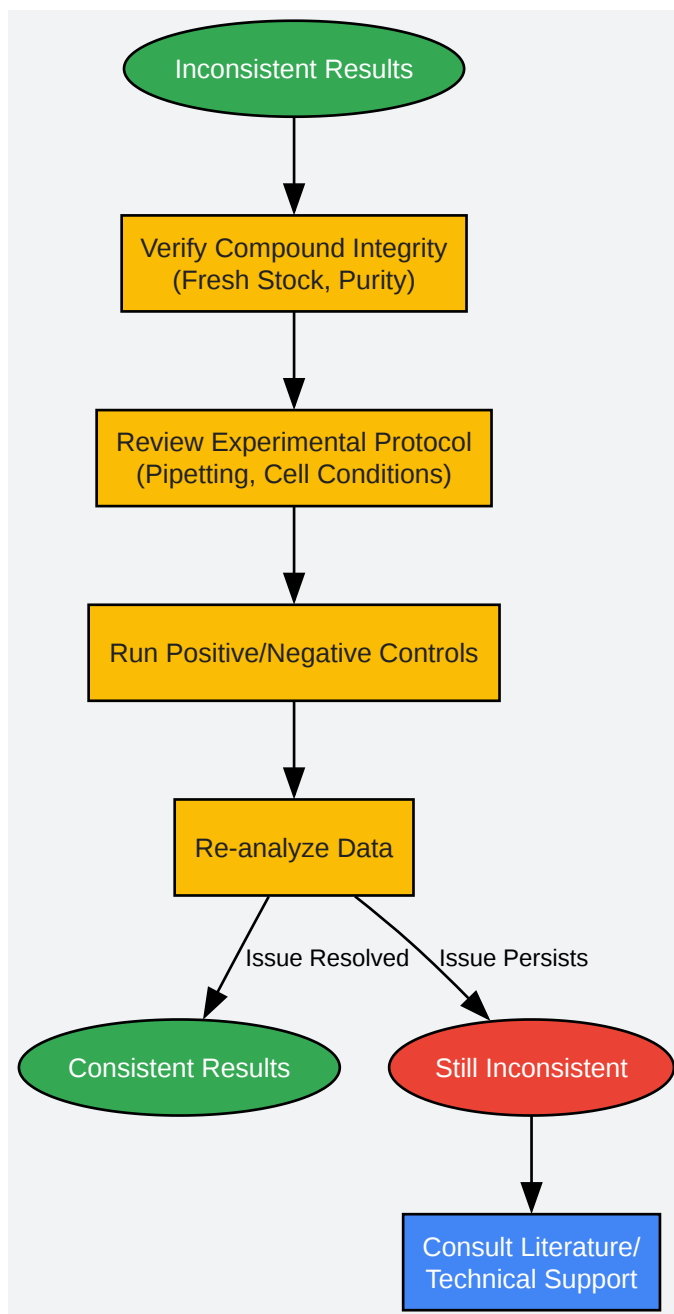 Inconsistent Results
Verify Compound Integrity
(Fresh Stock, Purity)
Review Experimental Protocol
(Pipetting, Cell Conditions)
Run Positive/Negative Controls
Re-analyze Data
Issue Resolved
Issue Persists
Consistent Results
Still Inconsistent
Consult Literature/
Technical Support